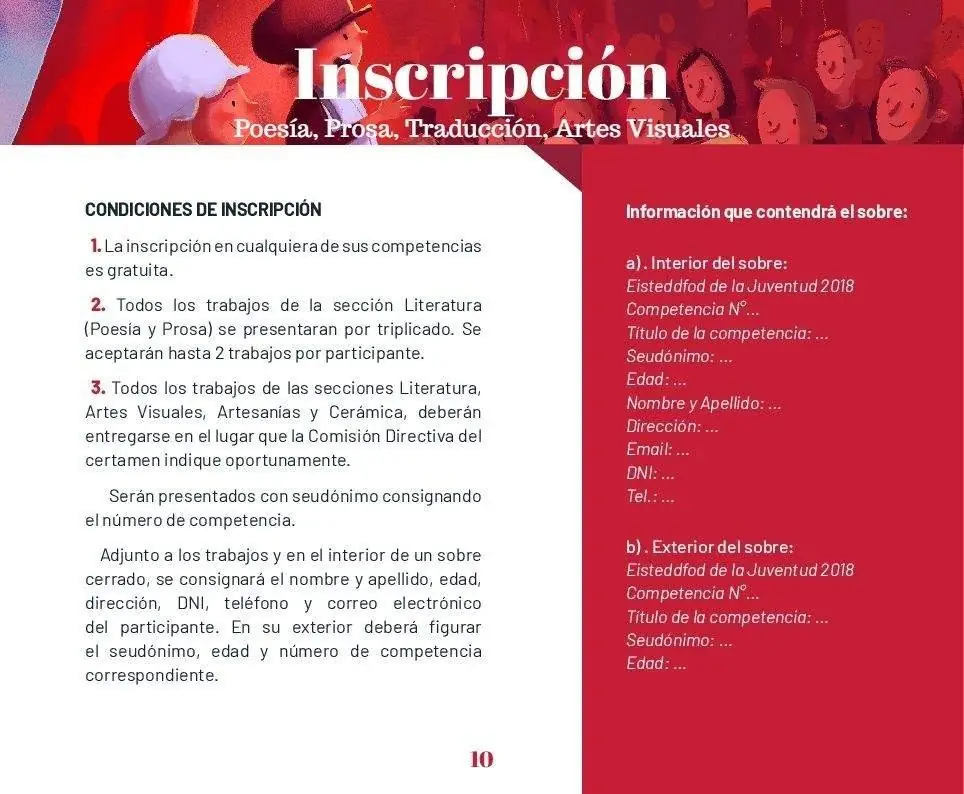 Inscripción
Poesía, Prosa, Traducción, Artes Visuales
CONDICIONES DE INSCRIPCIÓN
1. La inscripción en cualquiera de sus competencias
es gratuita.
2. Todos los trabajos de la sección Literatura
(Poesía y Prosa) se presentaran por triplicado. Se
aceptarán hasta 2 trabajos por participante.
3. Todos los trabajos de las secciones Literatura,
Artes Visuales, Artesanías y Cerámica, deberán
entregarse en el lugar que la Comisión Directiva del
certamen indique oportunamente.
Serán presentados con seudónimo consignando
el número de competencia.
Adjunto a los trabajos y en el interior de un sobre
cerrado, se consignará el nombre y apellido, edad,
dirección, DNI, teléfono y correo electrónico
del participante. En su exterior deberá figurar
el seudónimo, edad y número de competencia
correspondiente.
Información que contendrá el sobre:
a) . Interior del sobre:
Eisteddfod de la Juventud 2018
Competencia N°...
Título de la competencia: ...
Seudónimo: ...
Edad: ...
Nombre y Apellido: ...
Dirección: ...
Email: ...
DNI: ...
Tel.: ...
b) . Exterior del sobre:
Eisteddfod de la Juventud 2018
Competencia N°...
Título de la competencia: ...
Seudónimo: ...
Edad: ...
10